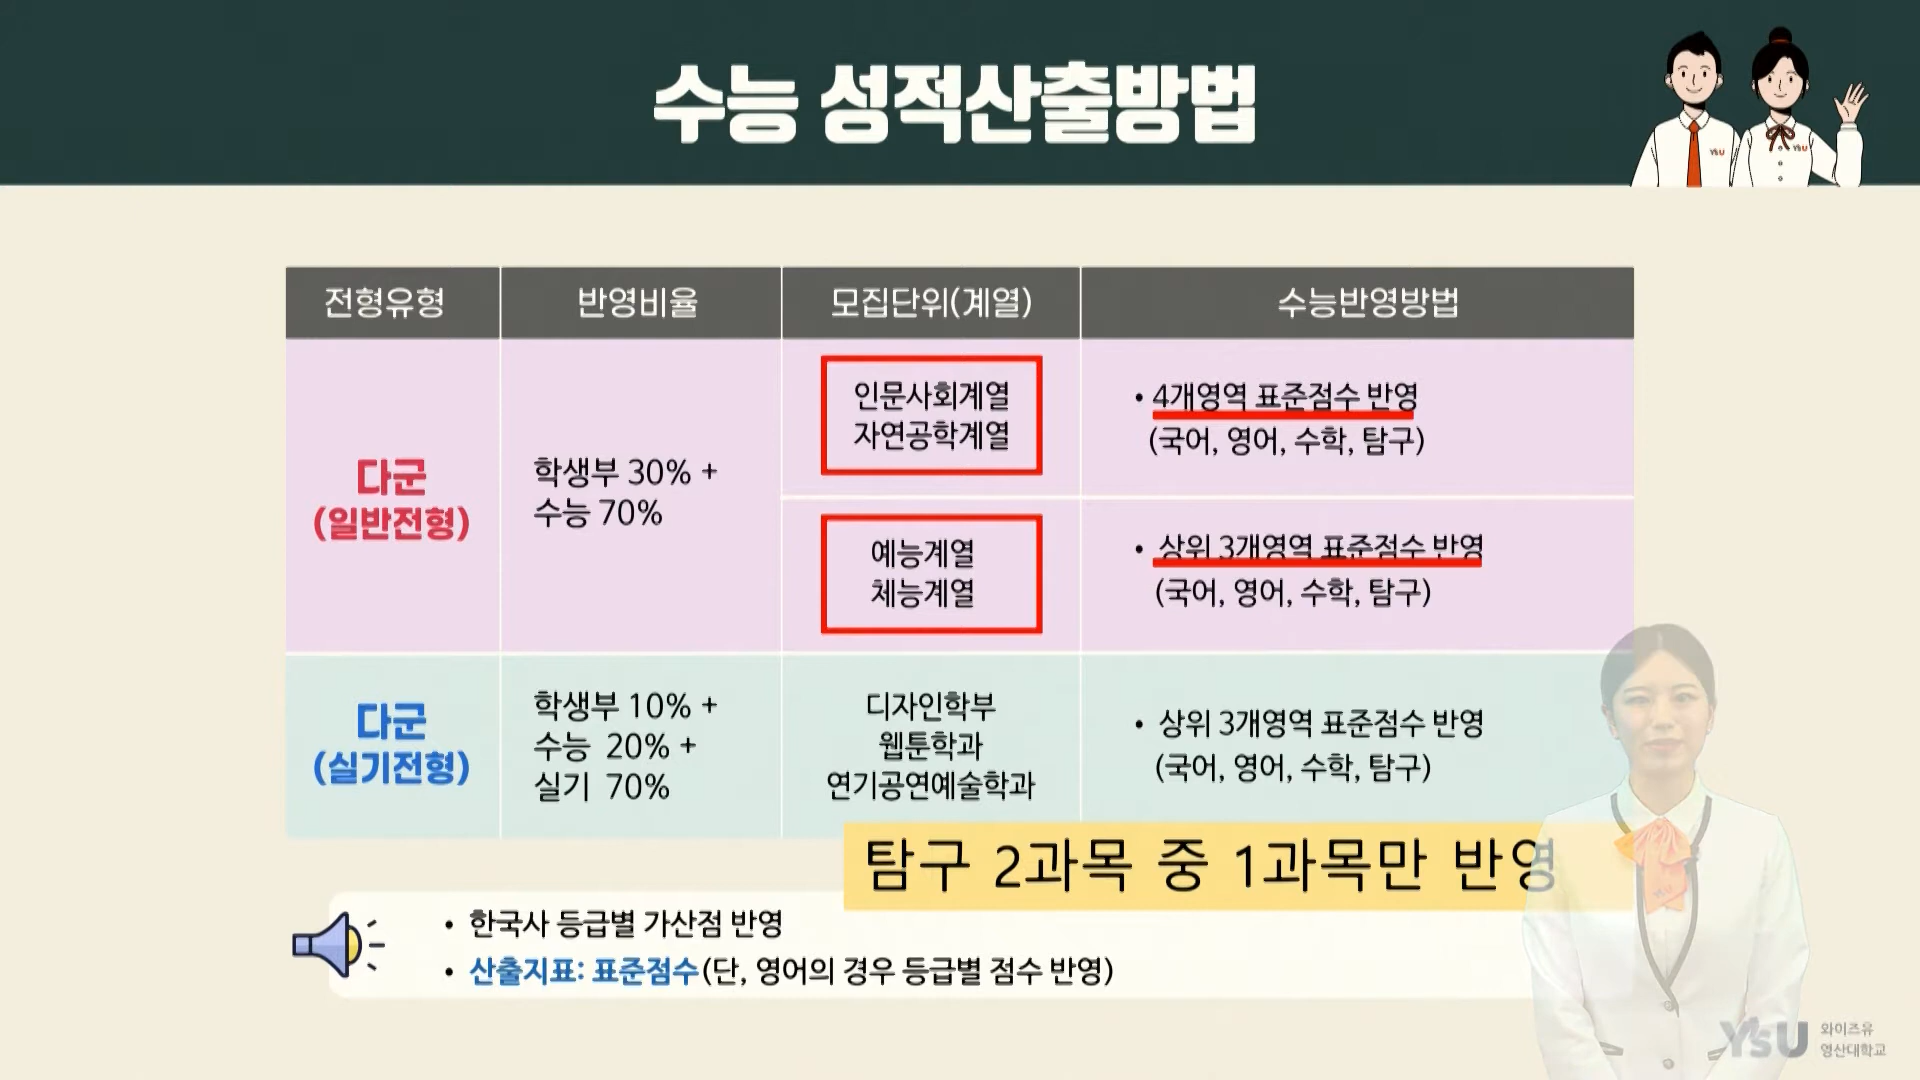 수능 성적산출방법
YsU
YsU
전형유형
반영비율
모집단위(계열)
수능반영방법
다군
(일반전형)
학생부 30% +
수능 70%
인문사회계열
자연공학계열
• 4개영역 표준점수 반영
(국어, 영어, 수학, 탐구)
예능계열
체능계열
• 상위 3개영역 표준점수 반영
(국어, 영어, 수학, 탐구)
다군
(실기전형)
학생부 10% +
수능 20% +
실기 70%
디자인학부
웹툰학과
연기공연예술학과
• 상위 3개영역 표준점수 반영
(국어, 영어, 수학, 탐구)
탐구 2과목 중 1과목만 반영
• 한국사 등급별 가산점 반영
• 산출지표: 표준점수(단, 영어의 경우 등급별 점수 반영)
YsU
와이즈유
영산대학교